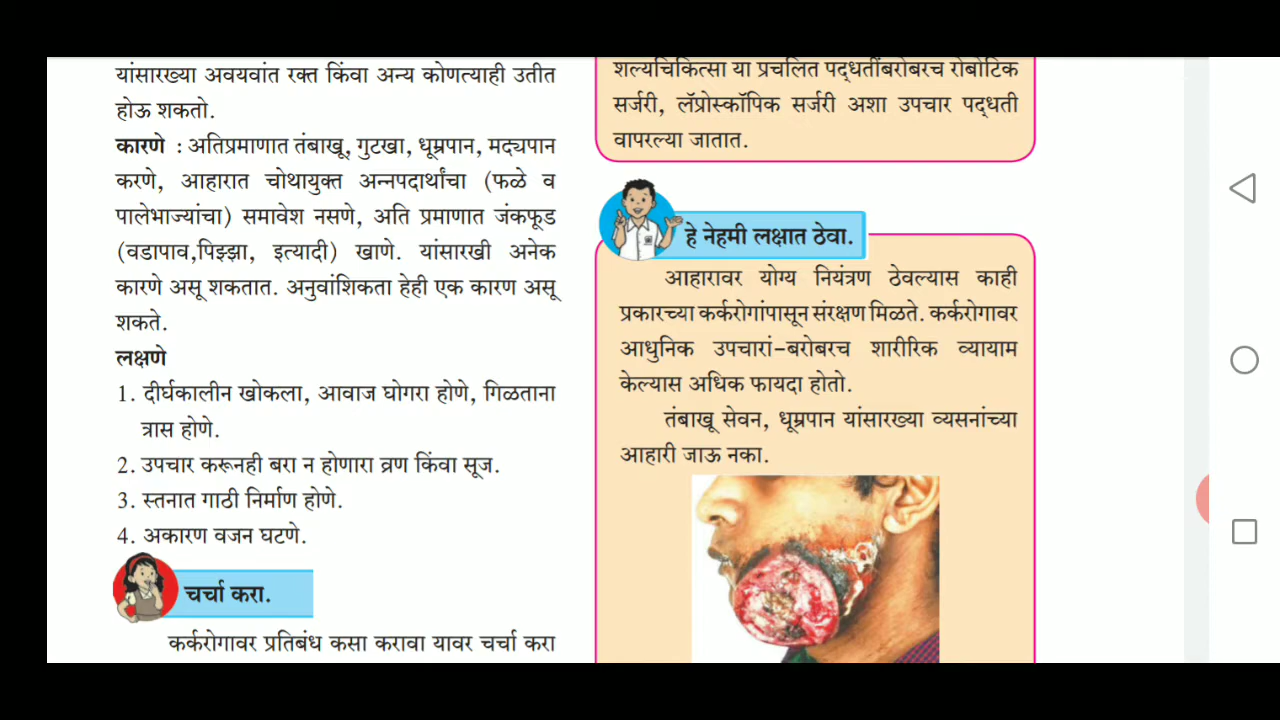 यांसारख्या अवयवांत रक्त किंवा अन्य कोणत्याही उतीत
होऊ शकतो.
कारणे : अतिप्रमाणात तंबाखू, गुटखा, धूम्रपान, मद्यपान
करणे, आहारात चोथायुक्त अन्नपदार्थांचा (फळे व
पालेभाज्यांचा) समावेश नसणे, अति प्रमाणात जंकफूड
(वडापाव,पिझ्झा, इत्यादी) खाणे. यांसारखी अनेक
कारणे असू शकतात. अनुवांशिकता हेही एक कारण असू
शकते.
लक्षणे
1. दीर्घकालीन खोकला, आवाज घोगरा होणे, गिळताना
त्रास होणे.
2. उपचार करूनही बरा न होणारा व्रण किंवा सूज.
3. स्तनात गाठी निर्माण होणे.
4. अकारण वजन घटणे.
चर्चा करा.
कर्करोगावर प्रतिबंध कसा करावा यावर चर्चा करा
शल्यचिकित्सा या प्रचलित पद्धतींबरोबरच रोबोटिक
सर्जरी, लॅप्रोस्कॉपिक सर्जरी अशा उपचार पद्धती
वापरल्या जातात.
हे नेहमी लक्षात ठेवा.
आहारावर योग्य नियंत्रण ठेवल्यास काही
प्रकारच्या कर्करोगांपासून संरक्षण मिळते. कर्करोगावर
आधुनिक उपचारां-बरोबरच शारीरिक व्यायाम
केल्यास अधिक फायदा होतो.
तंबाखू सेवन, धूम्रपान यांसारख्या व्यसनांच्या
आहारी जाऊ नका.